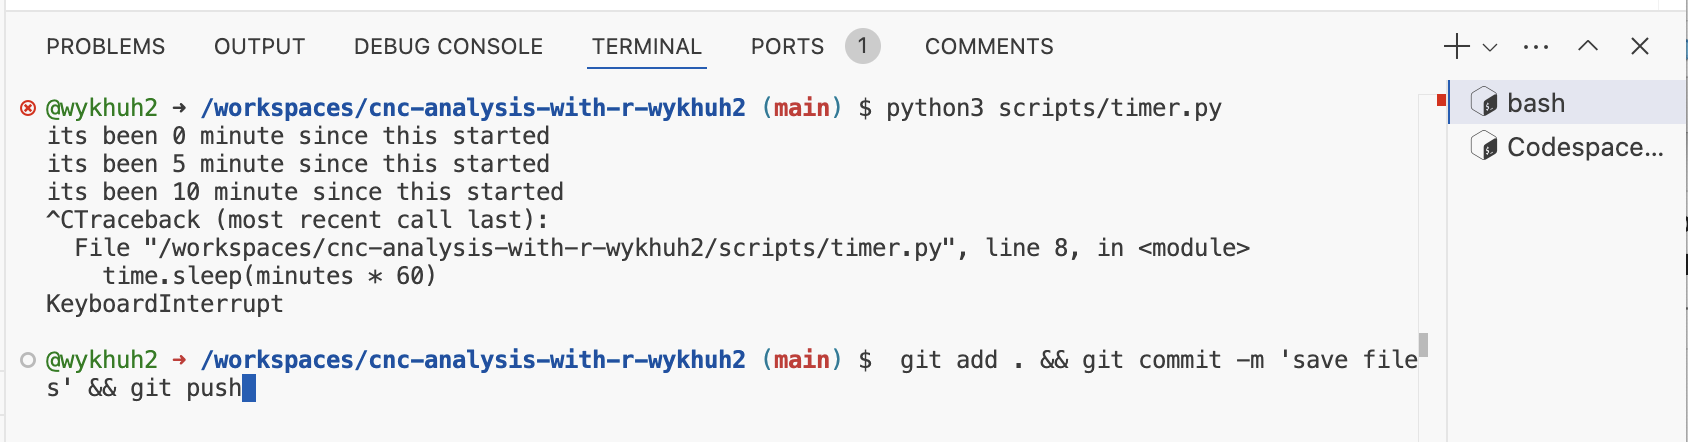 PROBLEMS OUTPUT DEBUG CONSOLE TERMINAL PORTS 1 COMMENTS
@wykhuh2 → /workspaces/cnc-analysis-with-r-wykhuh2 (main) $ python3 scripts/timer.py
its been 0 minute since this started
its been 5 minute since this started
its been 10 minute since this started
^CTraceback (most recent call last):
  File "/workspaces/cnc-analysis-with-r-wykhuh2/scripts/timer.py", line 8, in <module>
    time.sleep(minutes * 60)
KeyboardInterrupt
@wykhuh2 → /workspaces/cnc-analysis-with-r-wykhuh2 (main) $  git add . && git commit -m 'save file
s' && git push
bash
Codespace...